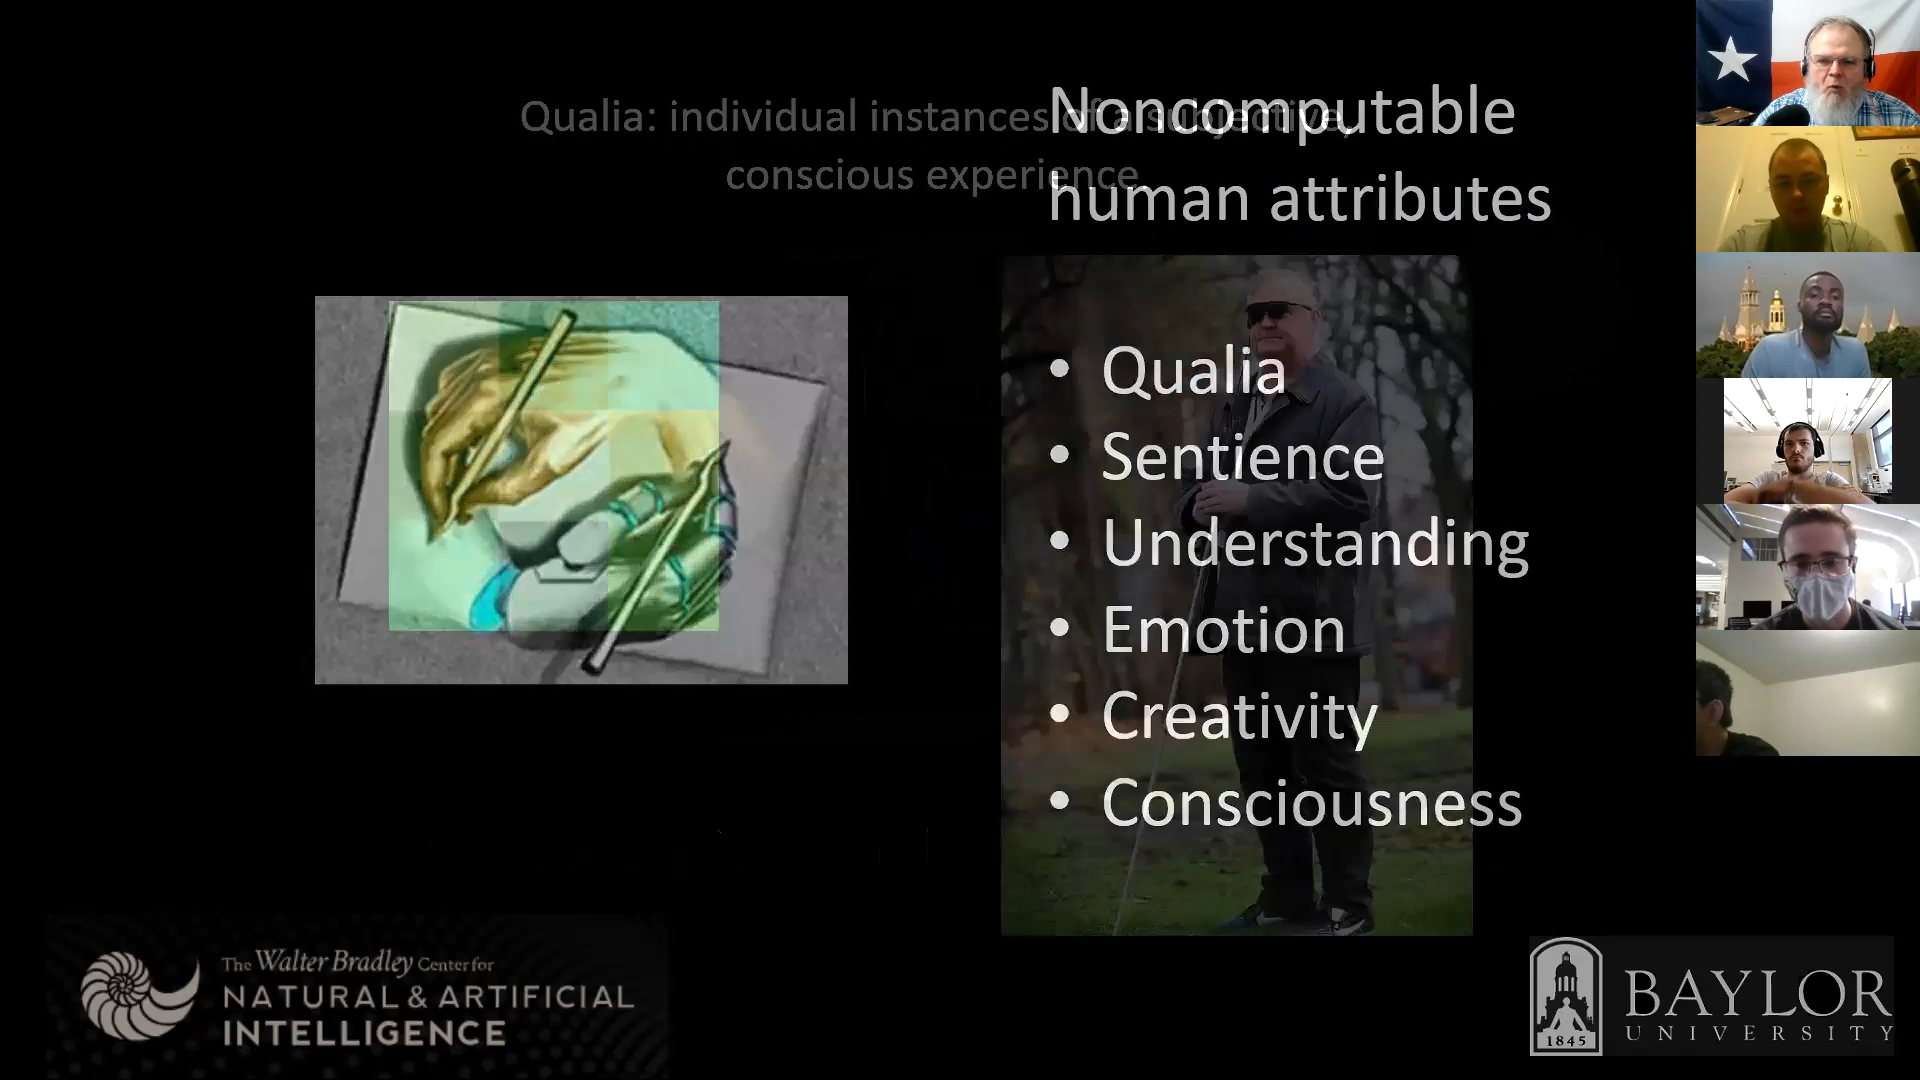 Qualia: individual instances of a subjective,
conscious experience
Noncomputable
human attributes
• Qualia
• Sentience
• Understanding
• Emotion
• Creativity
• Consciousness
The Walter Bradley Center for
NATURAL & ARTIFICIAL
INTELLIGENCE
1845
BAYLOR
UNIVERSITY